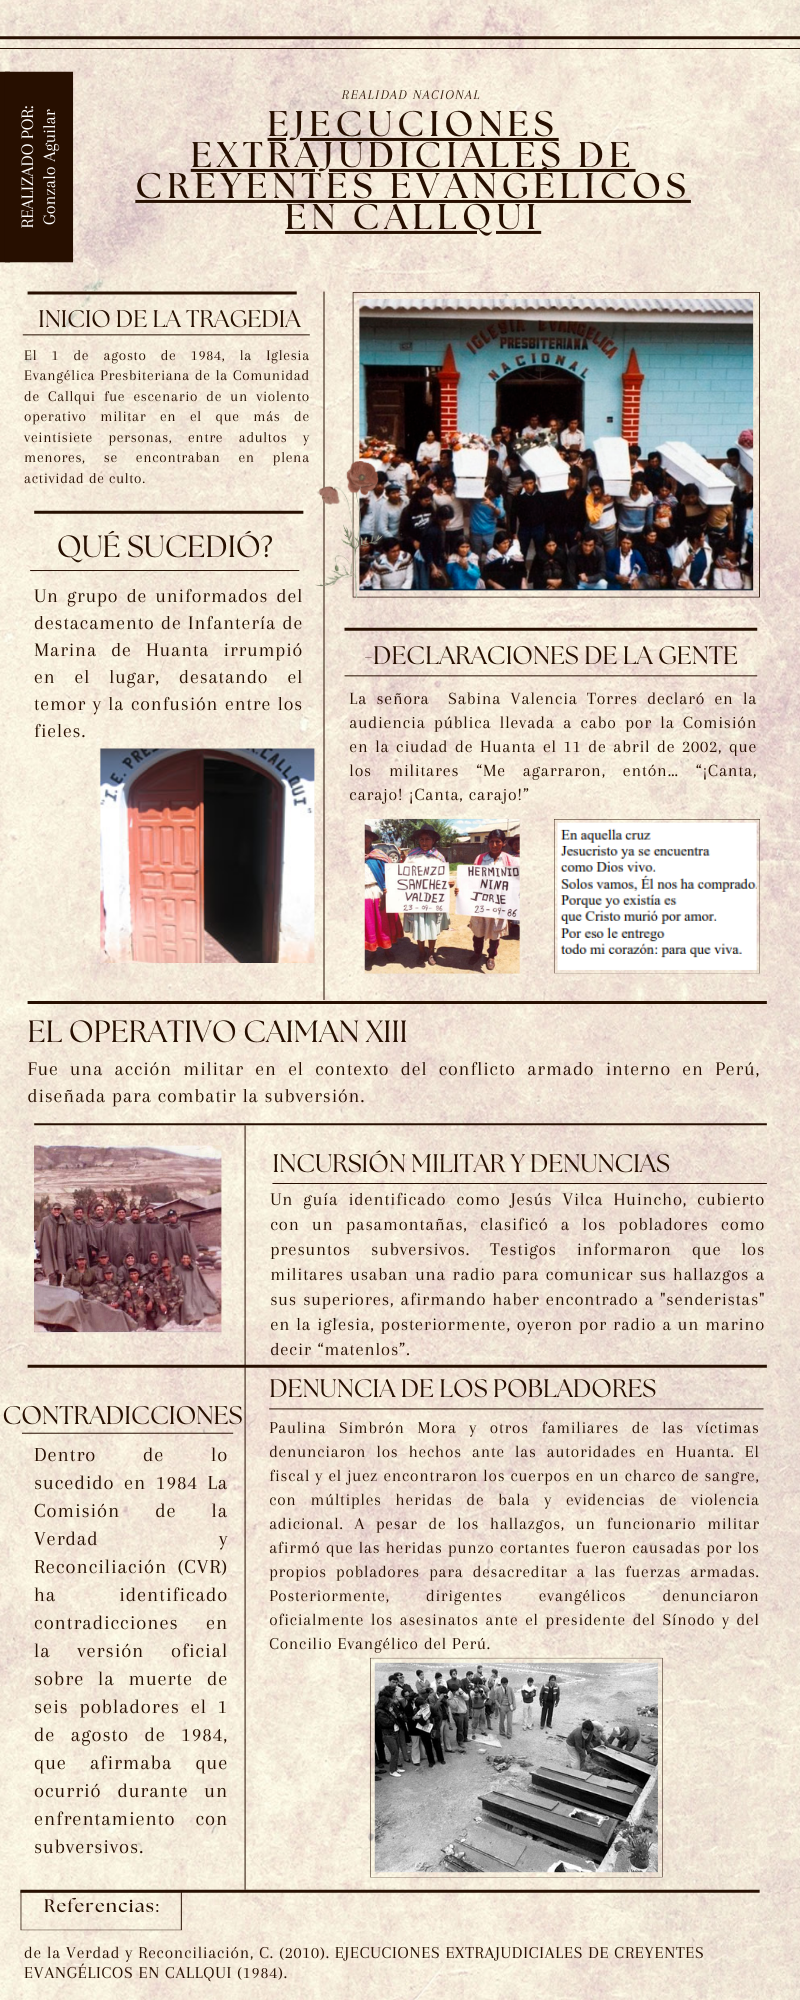 REALIZADO POR:
Gonzalo Aguilar
REALIDAD NACIONAL
EJECUCIONES
EXTRAJUDICIALES DE
CREYENTES EVANGÉLICOS
EN CALLQUI
INICIO DE LA TRAGEDIA
El 1 de agosto de 1984, la Iglesia
Evangélica Presbiteriana de la Comunidad
de Callqui fue escenario de un violento
operativo militar en el que más de
veintisiete personas, entre adultos y
menores, se encontraban en plena
actividad de culto.
QUÉ SUCEDIÓ?
Un grupo de uniformados del
destacamento de Infantería de
Marina de Huanta irrumpió
en el lugar, desatando el
temor y la confusión entre los
fieles.
"I.E. PRES
CALLQUI"
IGLESIA EVANGELICA
PRESBITERIANA
NACIONAL
-DECLARACIONES DE LA GENTE
La señora Sabina Valencia Torres declaró en la
audiencia pública llevada a cabo por la Comisión
en la ciudad de Huanta el 11 de abril de 2002, que
los militares “Me agarraron, entón... “¡Canta,
carajo! ¡Canta, carajo!”
LORENZO
SANCHEZ
VALDEZ
23-04-86
HERMINIO
NINA
JORJE
23-04-86
En aquella cruz
Jesucristo ya se encuentra
como Dios vivo.
Solos vamos, Él nos ha comprado.
Porque yo existía es
que Cristo murió por amor.
Por eso le entrego
todo mi corazón: para que viva.
EL OPERATIVO CAIMAN XIII
Fue una acción militar en el contexto del conflicto armado interno en Perú,
diseñada para combatir la subversión.
INCURSIÓN MILITAR Y DENUNCIAS
Un guía identificado como Jesús Vilca Huincho, cubierto
con un pasamontañas, clasificó a los pobladores como
presuntos subversivos. Testigos informaron que los
militares usaban una radio para comunicar sus hallazgos a
sus superiores, afirmando haber encontrado a "senderistas"
en la iglesia, posteriormente, oyeron por radio a un marino
decir “matenlos”.
CONTRADICCIONES
Dentro de lo
sucedido en 1984 La
Comisión de la
Verdad y
Reconciliación (CVR)
ha identificado
contradicciones en
la versión oficial
sobre la muerte de
seis pobladores el 1
de agosto de 1984,
que afirmaba que
ocurrió durante un
enfrentamiento con
subversivos.
DENUNCIA DE LOS POBLADORES
Paulina Simbrón Mora y otros familiares de las víctimas
denunciaron los hechos ante las autoridades en Huanta. El
fiscal y el juez encontraron los cuerpos en un charco de sangre,
con múltiples heridas de bala y evidencias de violencia
adicional. A pesar de los hallazgos, un funcionario militar
afirmó que las heridas punzo cortantes fueron causadas por los
propios pobladores para desacreditar a las fuerzas armadas.
Posteriormente, dirigentes evangélicos denunciaron
oficialmente los asesinatos ante el presidente del Sínodo y del
Concilio Evangélico del Perú.
Referencias:
de la Verdad y Reconciliación, C. (2010). EJECUCIONES EXTRAJUDICIALES DE CREYENTES
EVANGÉLICOS EN CALLQUI (1984).